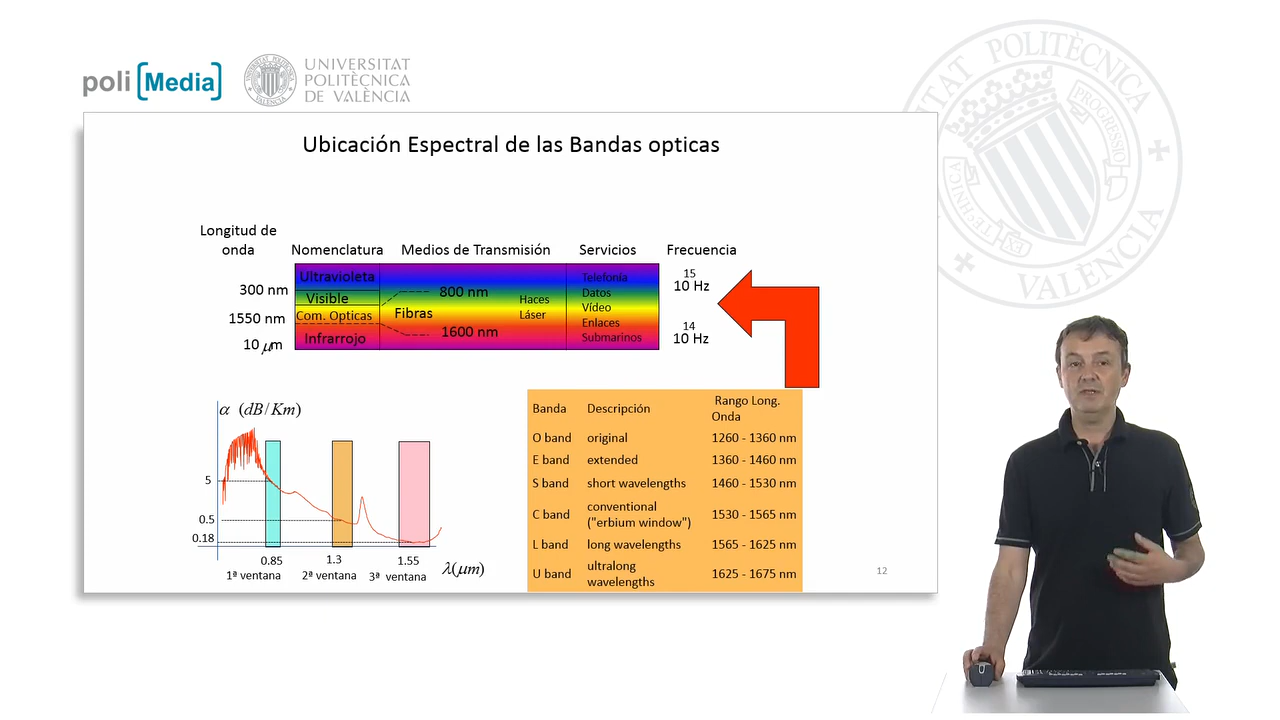 poli [Media]
UNIVERSITAT
POLITÈCNICA
DE VALÈNCIA
Ubicación Espectral de las Bandas opticas
Longitud de
onda
Nomenclatura
Medios de Transmisión
Servicios
Frecuencia
300 nm
1550 nm
10 μm
Ultravioleta
Visible
Com. Opticas
Infrarrojo
800 nm
Fibras
1600 nm
Haces
Láser
Telefonía
Datos
Vídeo
Enlaces
Submarinos
15
10 Hz
14
10 Hz
α (dB/Km)
5
0.5
0.18
0.85
1.3
1.55
1ª ventana
2ª ventana
3ª ventana
λ(μm)
Banda Descripción Rango Long.
Onda
O band original 1260 - 1360 nm
E band extended 1360 - 1460 nm
S band short wavelengths 1460 - 1530 nm
C band conventional
("erbium window") 1530 - 1565 nm
L band long wavelengths 1565 - 1625 nm
U band ultralong
wavelengths 1625 - 1675 nm
12
POLITÈCNICA
VALÈNCIA